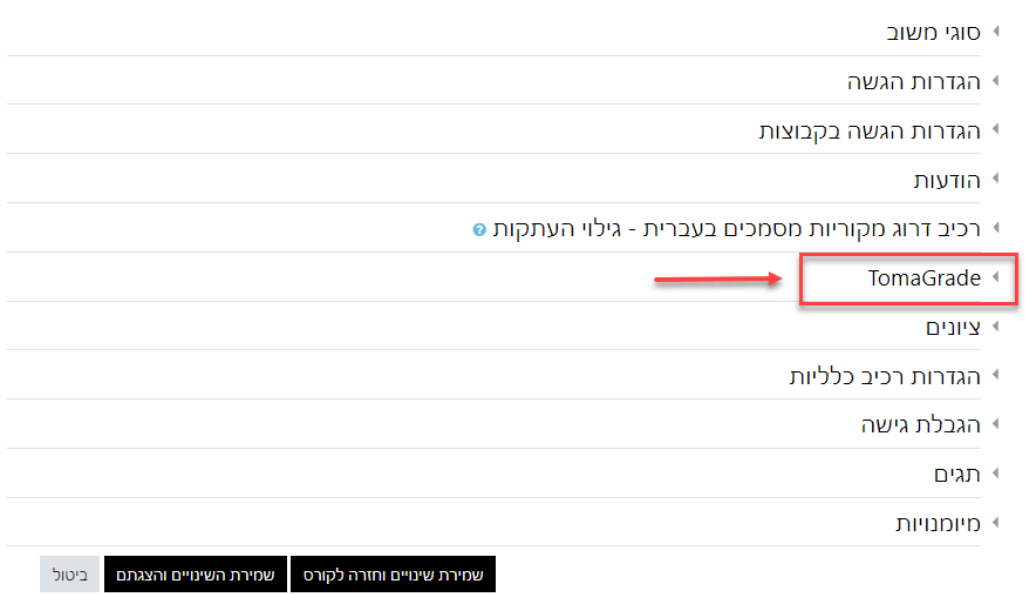 סוגי משוב
הגדרות הגשה
הגדרות הגשה בקבוצות
הודעות
רכיב דרוג מקוריות מסמכים בעברית - גילוי העתקות ?
TomaGrade
ציונים
הגדרות רכיב כלליות
הגבלת גישה
תגים
מיומנויות
שמירת שינויים וחזרה לקורס שמירת השינויים והצגתם ביטול